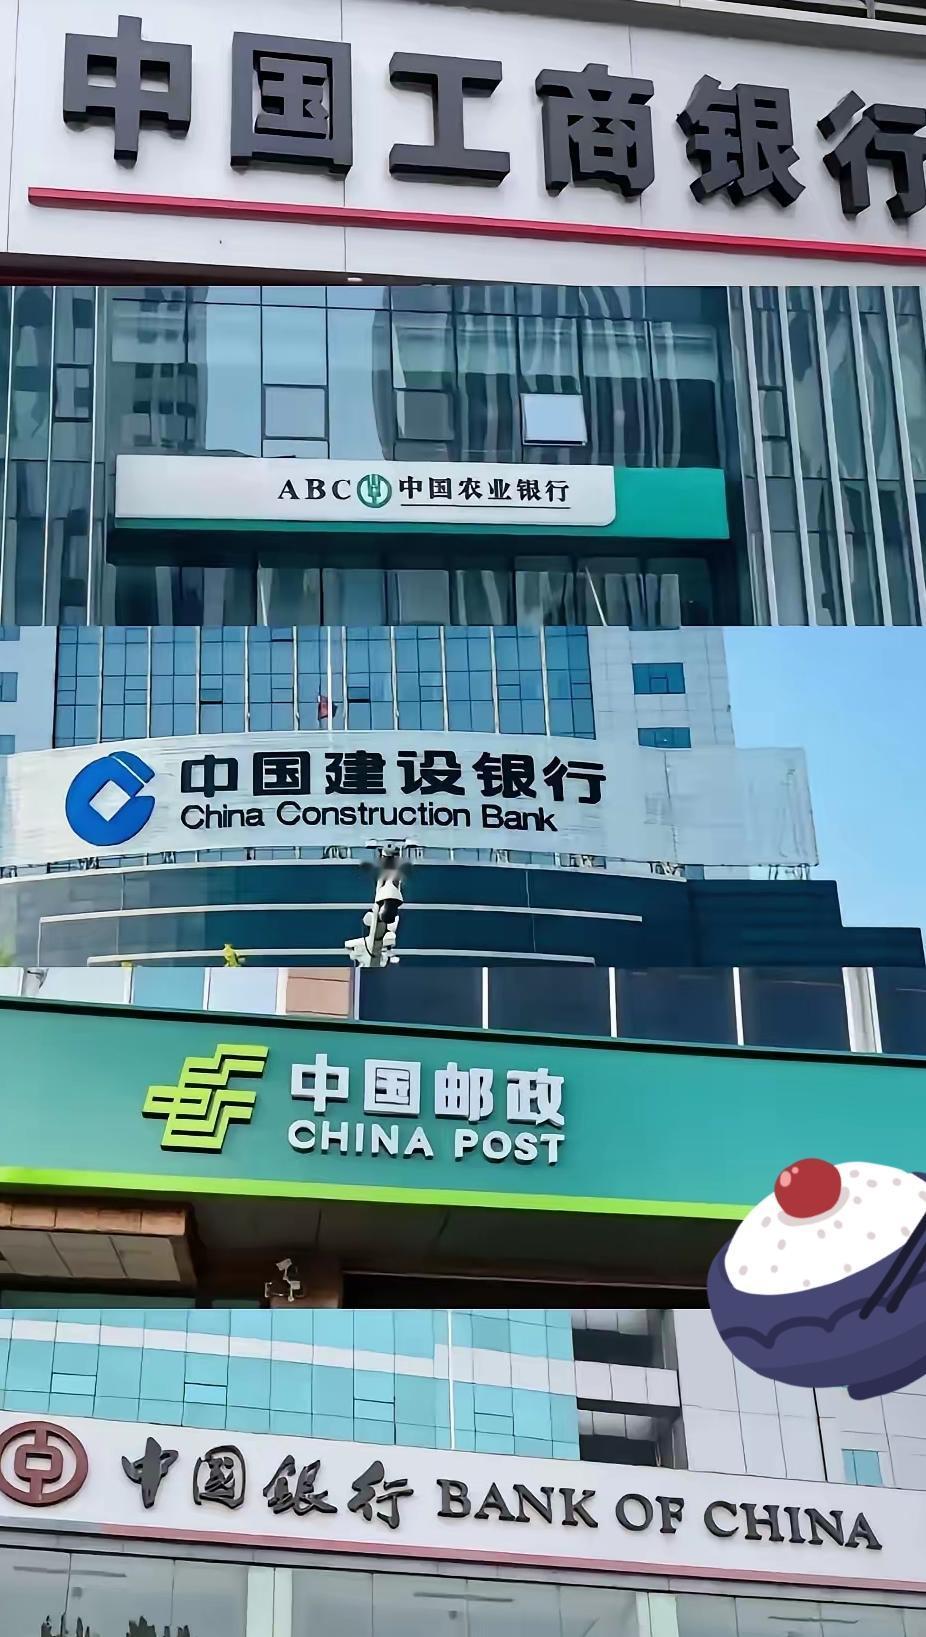 中国工商银行
ABC 中国农业银行
中国建设银行
China Construction Bank
中国邮政
CHINA POST
中国銀行 BANK OF CHINA